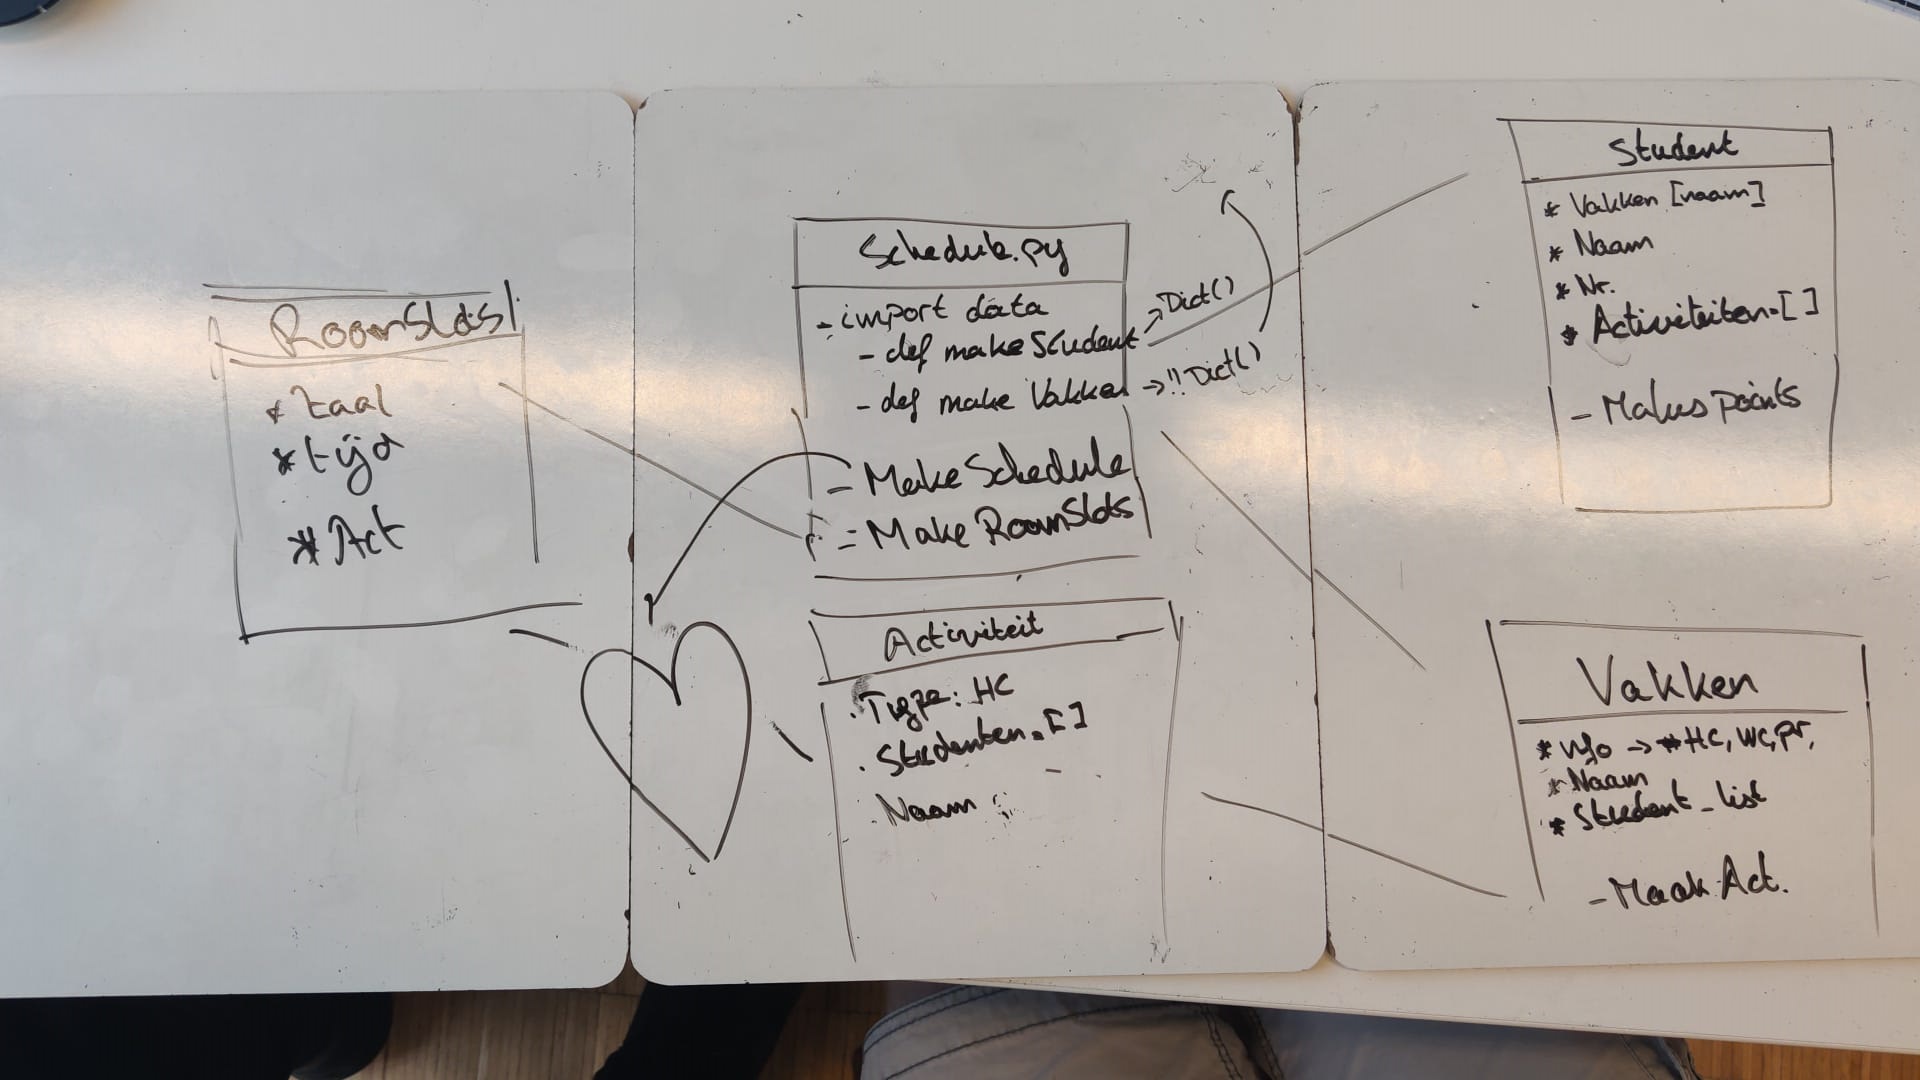 RoomSlots
* Zaal
* tijd
* Act
Schedule.py
- import data
- def make Student → Dict()
- def make Vakken → !! Dict()
- Make Schedule
- Make RoomSlots
Activiteit
. Type: HC
. Studenten = []
. Naam :
Student
* Vakken [naam]
* Naam
* Nr.
* Activiteiten = [ ]
- Malus points
Vakken
* info → # HC, WC, pr,
* Naam
* Student_list
- Maak Act.